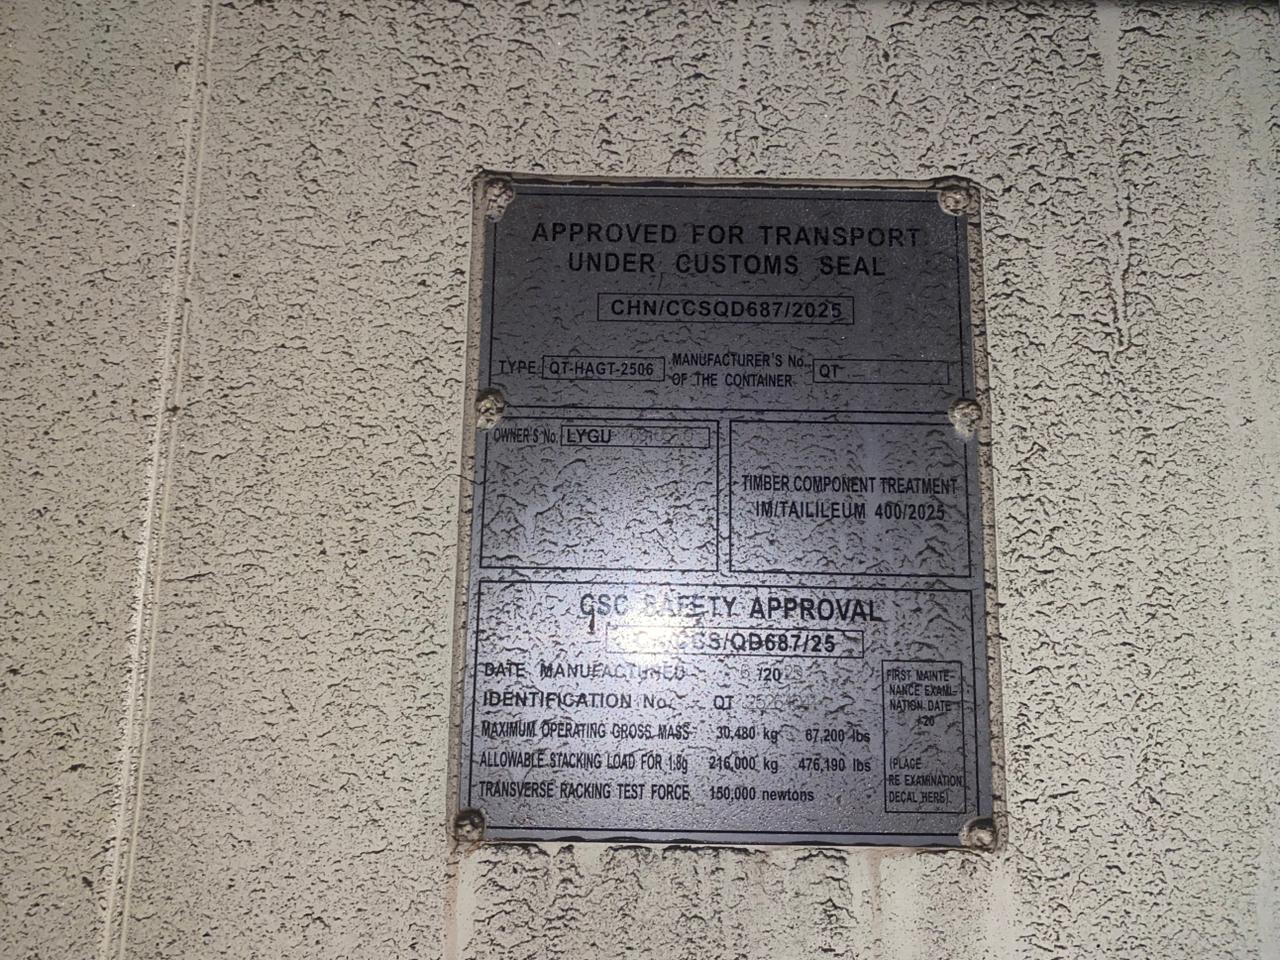 APPROVED FOR TRANSPORT
UNDER CUSTOMS SEAL
CHN/CCSQD687/2025
TYPE QT-HAGT-2506 MANUFACTURER'S No.
OF THE CONTAINER QT
OWNER'S No. LYGU
TIMBER COMPONENT TREATMENT
IM/TAILILEUM 400/2025
CSC SAFETY APPROVAL
CCS/QD687/25
DATE MANUFACTURED /20
IDENTIFICATION No. QT
MAXIMUM OPERATING GROSS MASS 30,480 kg 67,200 lbs
ALLOWABLE STACKING LOAD FOR 1.8g 216,000 kg 476,190 lbs
TRANSVERSE RACKING TEST FORCE 150,000 newtons
FIRST MAINTE-
NANCE EXAMI-
NATION DATE
20
(PLACE
RE EXAMINATION
DECAL HERE).